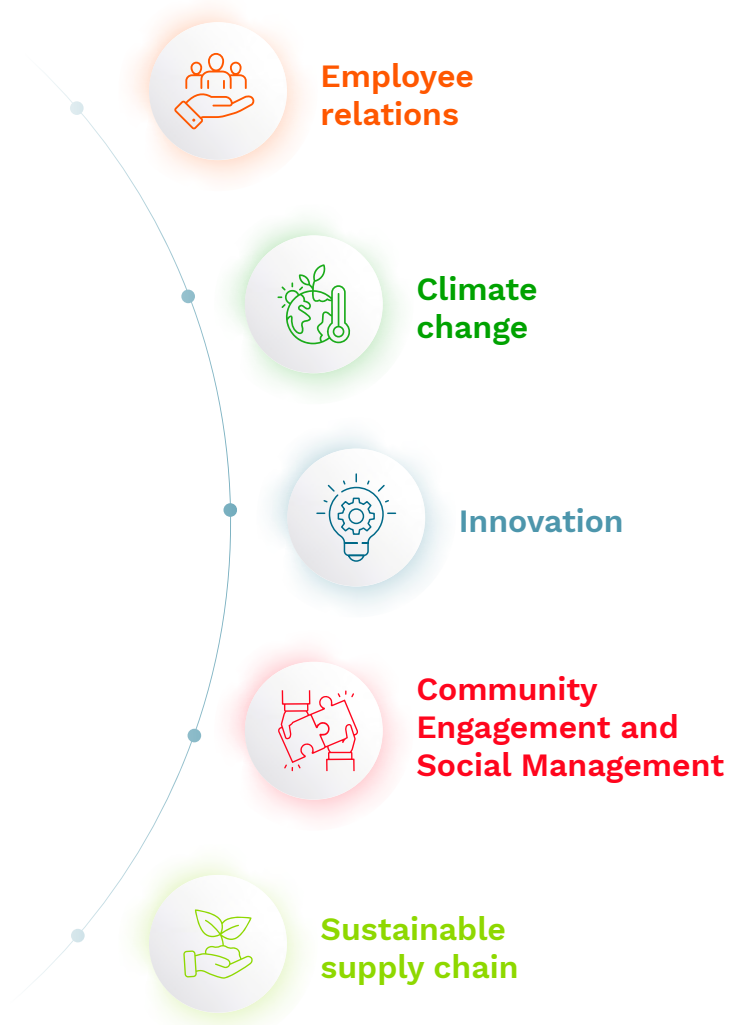 Employee
relations
Climate
change
Innovation
Community
Engagement and
Social Management
Sustainable
supply chain